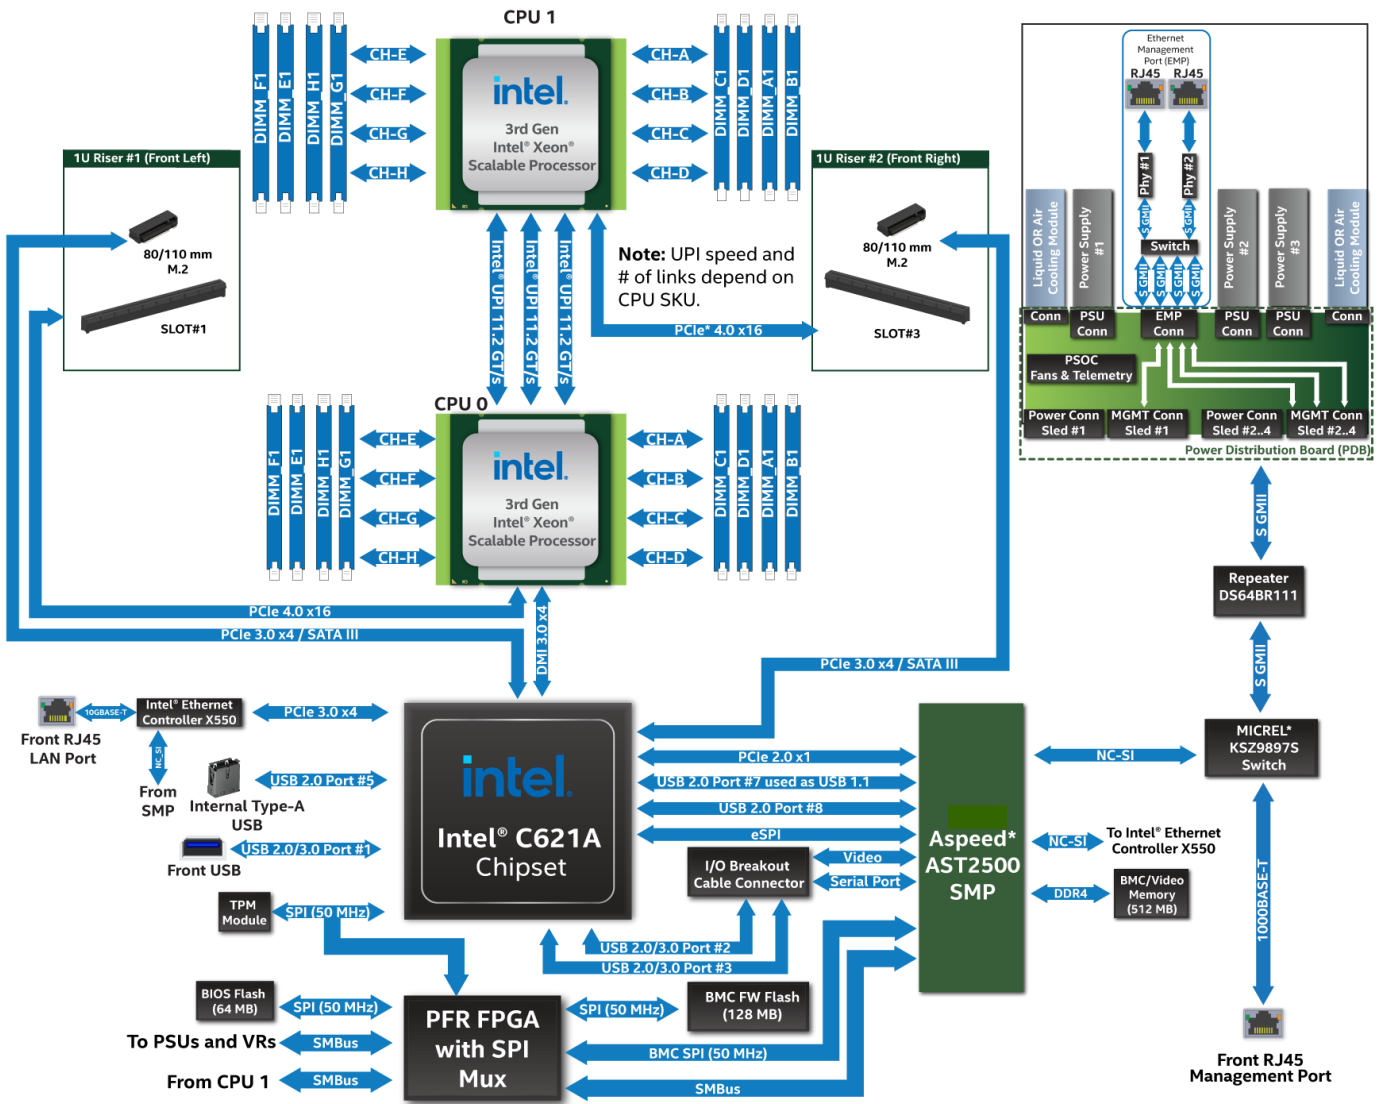 CPU 1
DIMM_F1
DIMM_E1
DIMM_H1
DIMM_G1
CH-E
CH-F
CH-G
CH-H
intel.
3rd Gen
Intel® Xeon®
Scalable Processor
CH-A
CH-B
CH-C
CH-D
DIMM_C1
DIMM_D1
DIMM_A1
DIMM_B1
1U Riser #1 (Front Left)
80/110 mm
M.2
SLOT#1
Intel® UPI 11.2 GT/s
Intel® UPI 11.2 GT/s
Intel® UPI 11.2 GT/s
Note: UPI speed and
# of links depend on
CPU SKU.
PCIe* 4.0 x16
1U Riser #2 (Front Right)
80/110 mm
M.2
SLOT#3
Ethernet
Management
Port (EMP)
RJ45
RJ45
Phy #1
Phy #2
S GMII
S GMII
Switch
S GMII
S GMII
S GMII
S GMII
Liquid OR Air
Cooling Module
Power Supply
#1
Power Supply
#2
Power Supply
#3
Liquid OR Air
Cooling Module
Conn
PSU
Conn
EMP
Conn
PSU
Conn
PSU
Conn
Conn
PSOC
Fans & Telemetry
Power Conn
Sled #1
MGMT Conn
Sled #1
Power Conn
Sled #2..4
MGMT Conn
Sled #2..4
Power Distribution Board (PDB)
CPU 0
DIMM_F1
DIMM_E1
DIMM_H1
DIMM_G1
CH-E
CH-F
CH-G
CH-H
intel.
3rd Gen
Intel® Xeon®
Scalable Processor
CH-A
CH-B
CH-C
CH-D
DIMM_C1
DIMM_D1
DIMM_A1
DIMM_B1
PCIe 4.0 x16
PCIe 3.0 x4 / SATA III
DMI 3.0 x4
PCIe 3.0 x4 / SATA III
S GMII
Repeater
DS64BR111
S GMII
MICREL*
KSZ9897S
Switch
Front RJ45
LAN Port
10GBASE-T
Intel® Ethernet
Controller X550
PCIe 3.0 x4
NC_SI
From
SMP
Internal Type-A
USB
USB 2.0 Port #5
Front USB
USB 2.0/3.0 Port #1
TPM
Module
SPI (50 MHz)
intel.
Intel® C621A
Chipset
PCIe 2.0 x1
USB 2.0 Port #7 used as USB 1.1
USB 2.0 Port #8
eSPI
I/O Breakout
Cable Connector
Video
Serial Port
USB 2.0/3.0 Port #2
USB 2.0/3.0 Port #3
Aspeed*
AST2500
SMP
NC-SI
NC-SI
To Intel® Ethernet
Controller X550
DDR4
BMC/Video
Memory
(512 MB)
1000BASE-T
Front RJ45
Management Port
BIOS Flash
(64 MB)
SPI (50 MHz)
To PSUs and VRs
SMBus
From CPU 1
SMBus
PFR FPGA
with SPI
Mux
SPI (50 MHz)
BMC FW Flash
(128 MB)
BMC SPI (50 MHz)
SMBus